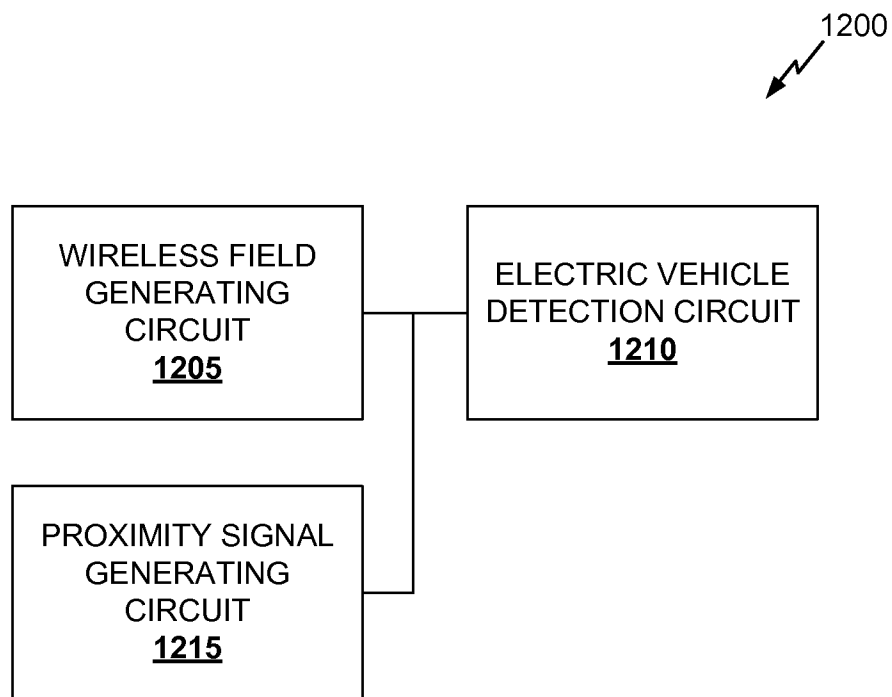 1200
WIRELESS FIELD
GENERATING
CIRCUIT
1205
ELECTRIC VEHICLE
DETECTION CIRCUIT
1210
PROXIMITY SIGNAL
GENERATING
CIRCUIT
1215